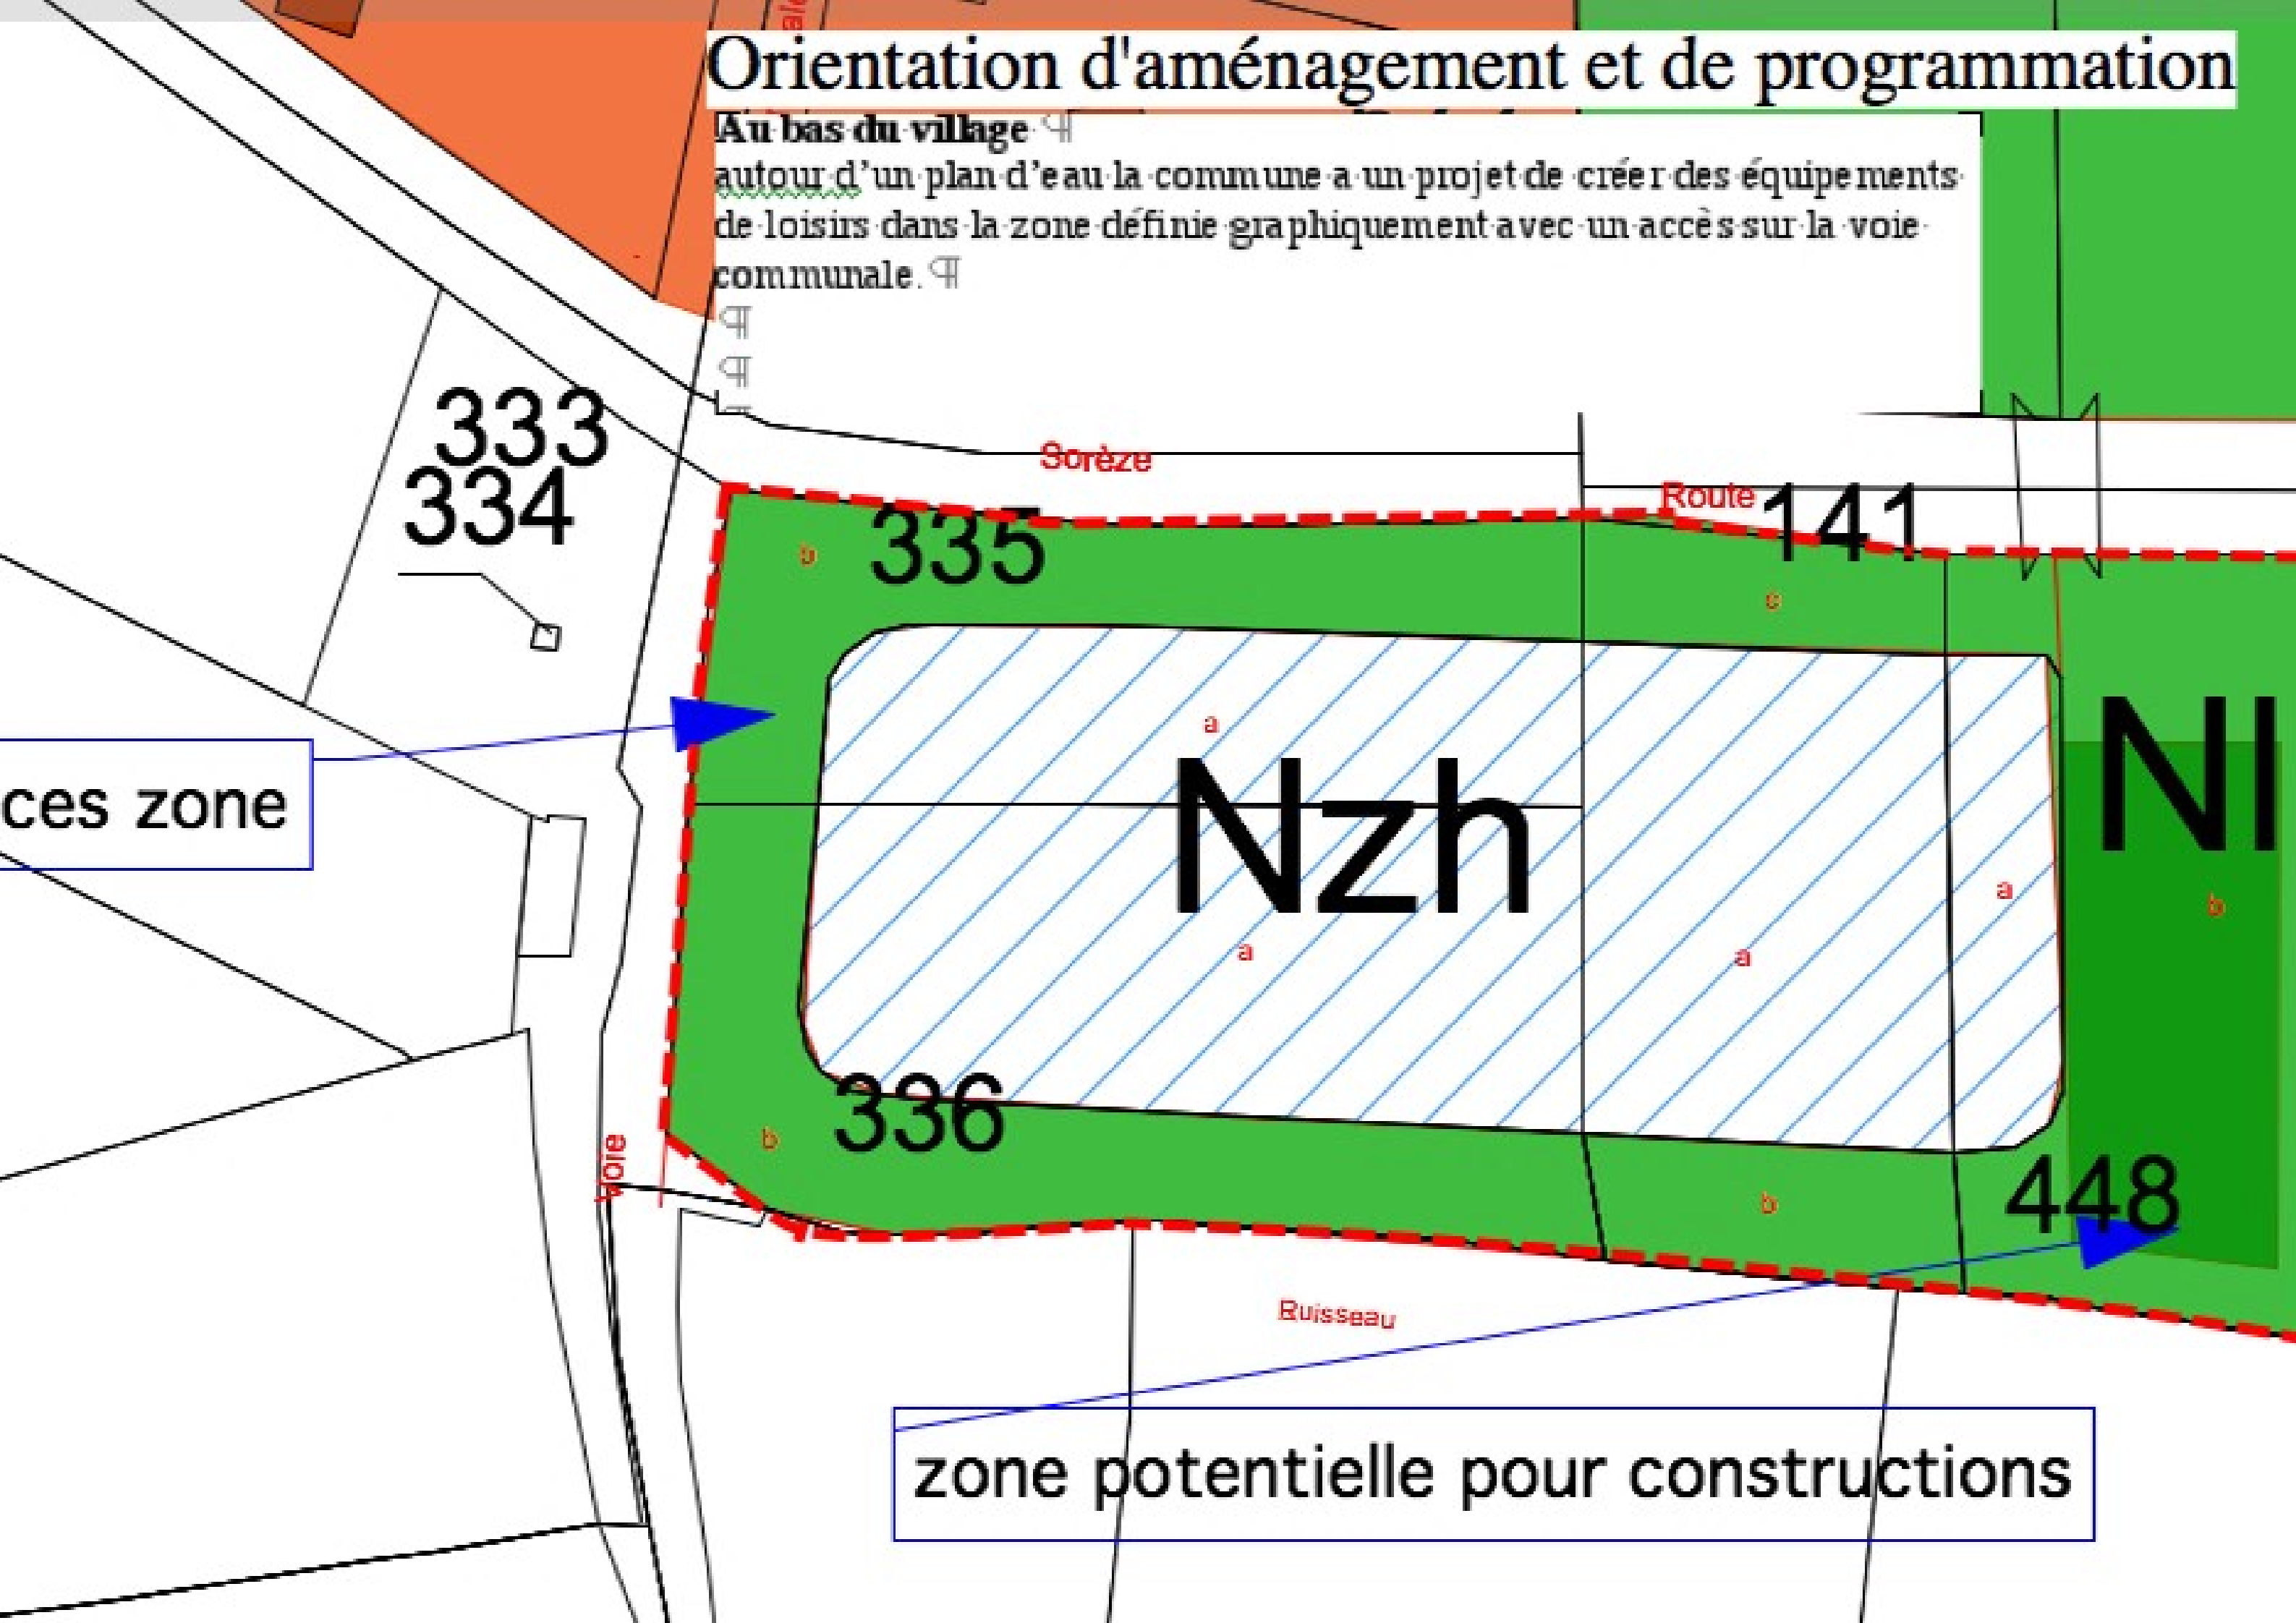 ale
Orientation d'aménagement et de programmation
Au bas du village ¶
autour d’un plan d’eau la commune a un projet de créer des équipements
de loisirs dans la zone définie graphiquement avec un accès sur la voie
communale. ¶
¶
¶
333
334
Sorèze
Route
141
335
b
e
a
Nzh
Nl
ces zone
a
b
a
a
336
b
b
448
Voie
Ruisseau
zone potentielle pour constructions